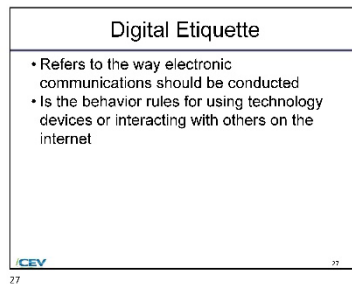 Digital Etiquette
• Refers to the way electronic
communications should be conducted
• Is the behavior rules for using technology
devices or interacting with others on the
internet
iCEV
27
27